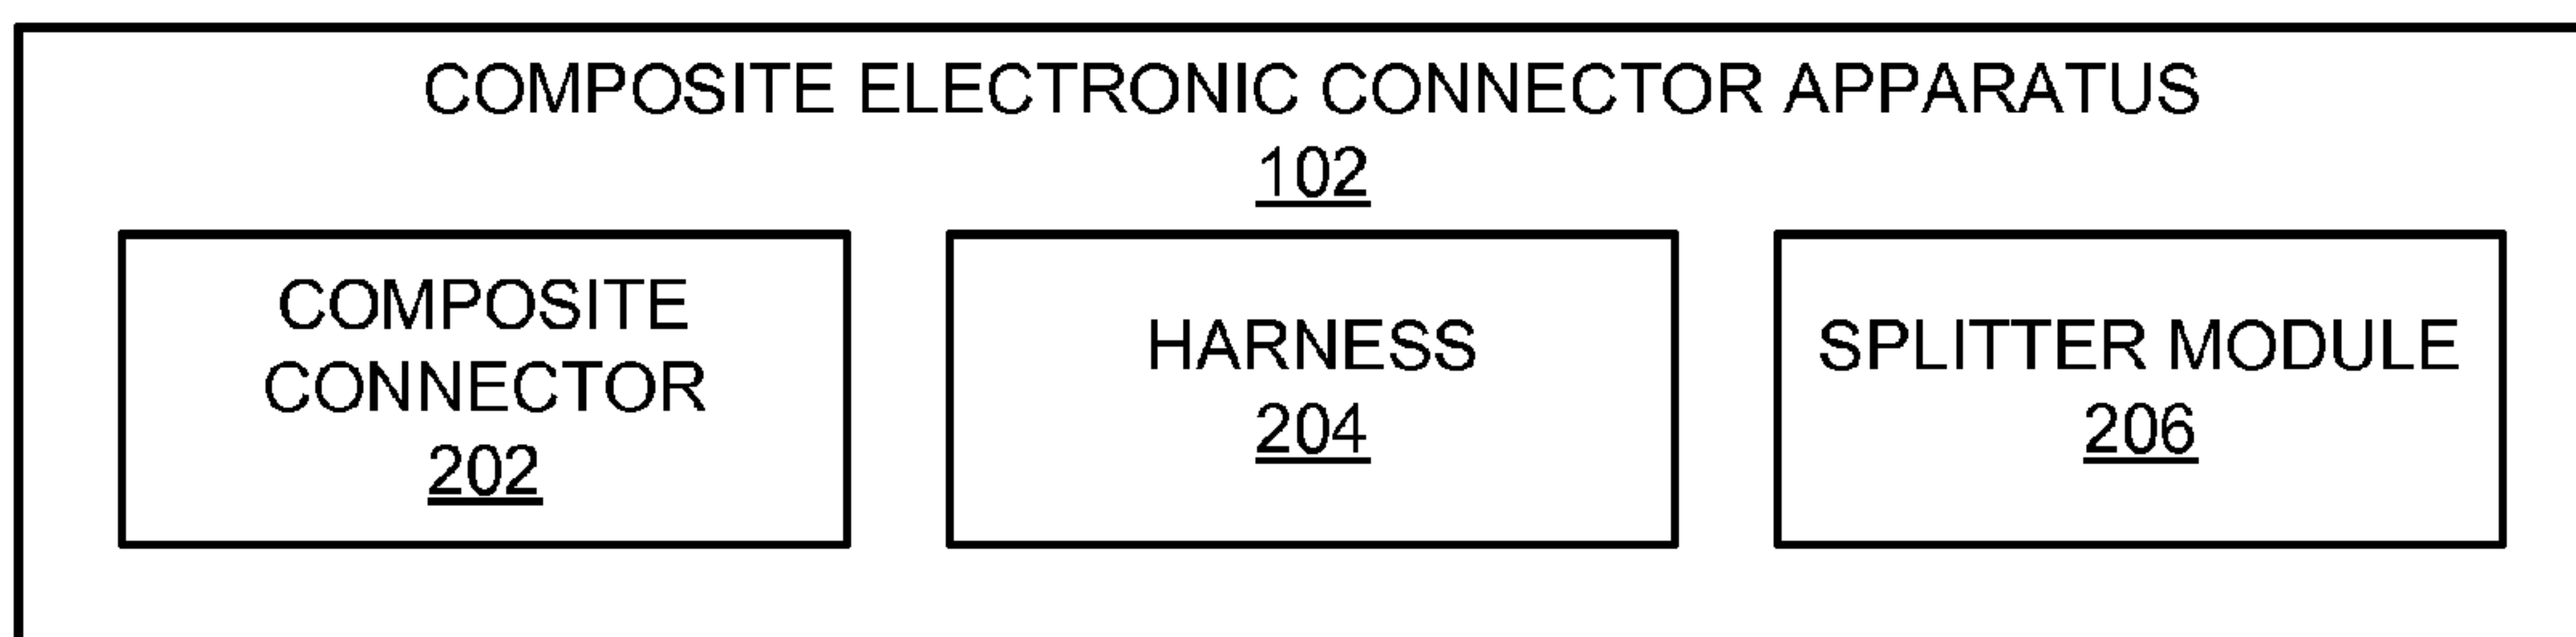 COMPOSITE ELECTRONIC CONNECTOR APPARATUS
102
COMPOSITE
CONNECTOR
202
HARNESS
204
SPLITTER MODULE
206